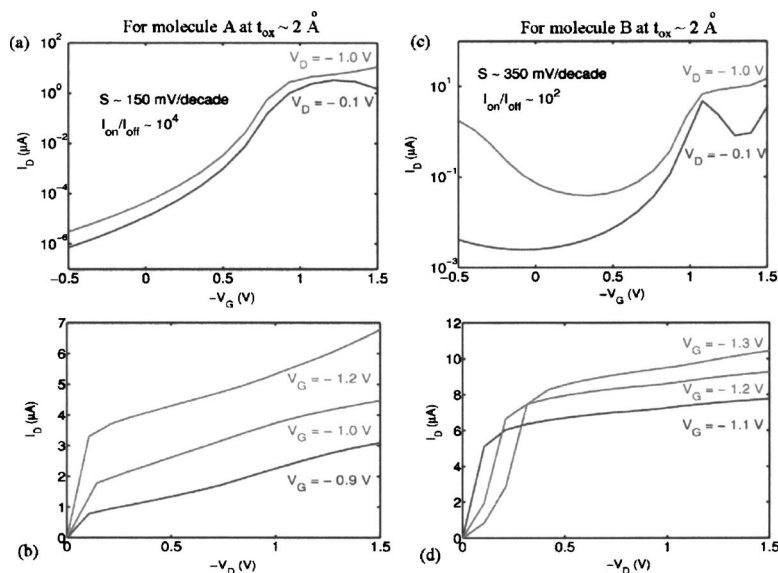 For molecule A at t_ox ~ 2 Å
(a)
10^2
10^0
10^-2
10^-4
10^-6
I_D (μA)
V_D = − 1.0 V
S ~ 150 mV/decade
V_D = − 0.1 V
I_on/I_off ~ 10^4
−0.5 0 0.5 1 1.5
−V_G (V)
For molecule B at t_ox ~ 2 Å
(c)
10^1
10^-1
10^-3
I_D (μA)
S ~ 350 mV/decade
V_D = − 1.0 V
I_on/I_off ~ 10^2
V_D = − 0.1 V
−0.5 0 0.5 1 1.5
−V_G (V)
7
6
5
4
3
2
1
0
I_D (μA)
V_G = − 1.2 V
V_G = − 1.0 V
V_G = − 0.9 V
0 0.5 1 1.5
(b)
−V_D (V)
12
10
8
6
4
2
0
I_D (μA)
V_G = − 1.3 V
V_G = − 1.2 V
V_G = − 1.1 V
0 0.5 1 1.5
(d)
−V_D (V)